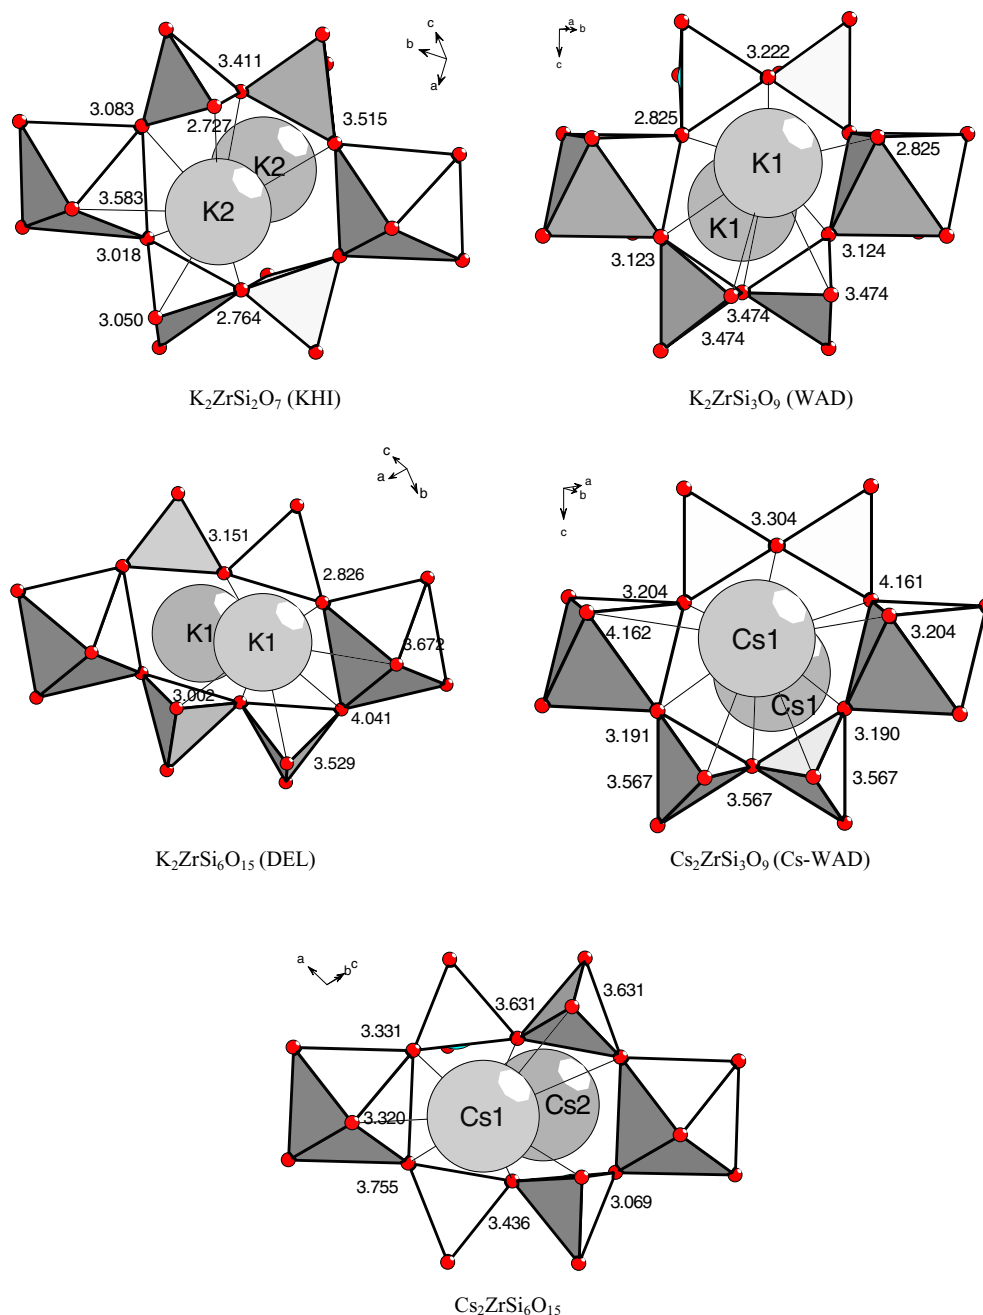 c
b
a
3.411
3.083
2.727
3.515
K2
3.583
K2
3.018
3.050
2.764
K₂ZrSi₂O₇ (KHI)
a
b
c
3.222
2.825
K1
2.825
K1
3.123
3.124
3.474
3.474
3.474
K₂ZrSi₃O₉ (WAD)
c
a
b
3.151
2.826
K1
K1
3.672
3.002
4.041
3.529
K₂ZrSi₆O₁₅ (DEL)
a
b
c
3.304
3.204
4.161
4.162
Cs1
3.204
Cs1
3.191
3.190
3.567
3.567
3.567
Cs₂ZrSi₃O₉ (Cs-WAD)
a
b
c
3.631
3.631
3.331
Cs2
3.320
Cs1
3.755
3.069
3.436
Cs₂ZrSi₆O₁₅